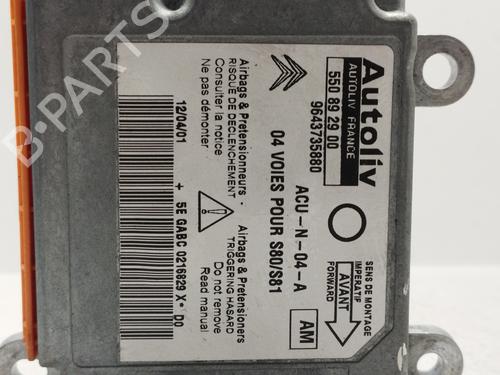 Autoliv
AUTOLIV FRANCE
550 89 29 00
9643735880
ACU-N-04-A
04 VOIES POUR S80/S81
AM
SENS DE MONTAGE
IMPERATIF
AVANT
FORWARD
Airbags & Pretensionneurs -
RISQUE DE DECLENCHEMENT
Consulter la notice
Ne pas démonter
Airbags & Pretensioners
TRIGGERING HASARD
Do not remove
Read manual
12/04/01
+ 5E GABC 0216829 X* D0
B-Parts